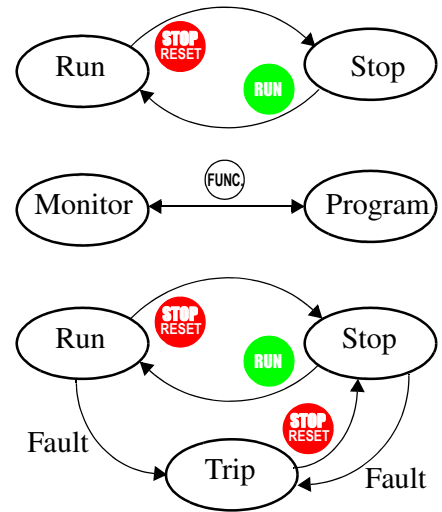 Run
STOP
RESET
Stop
RUN
FUNC.
Monitor
Program
Run
STOP
RESET
Stop
RUN
STOP
RESET
Fault
Trip
Fault